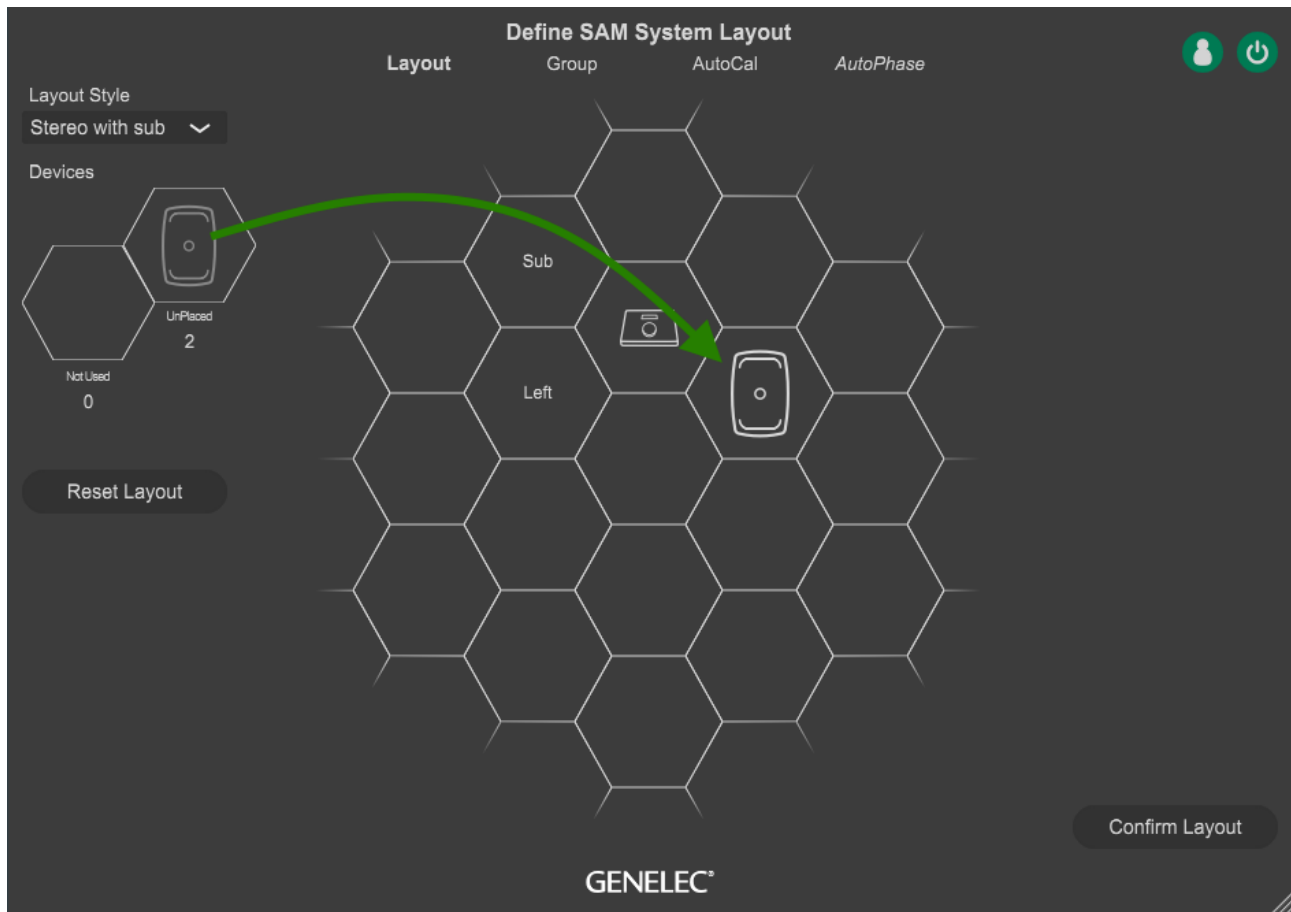 Define SAM System Layout
Layout Group AutoCal AutoPhase
Layout Style
Stereo with sub
Devices
Sub
UnPlaced
2
Not Used
0
Left
Reset Layout
Confirm Layout
GENELEC®